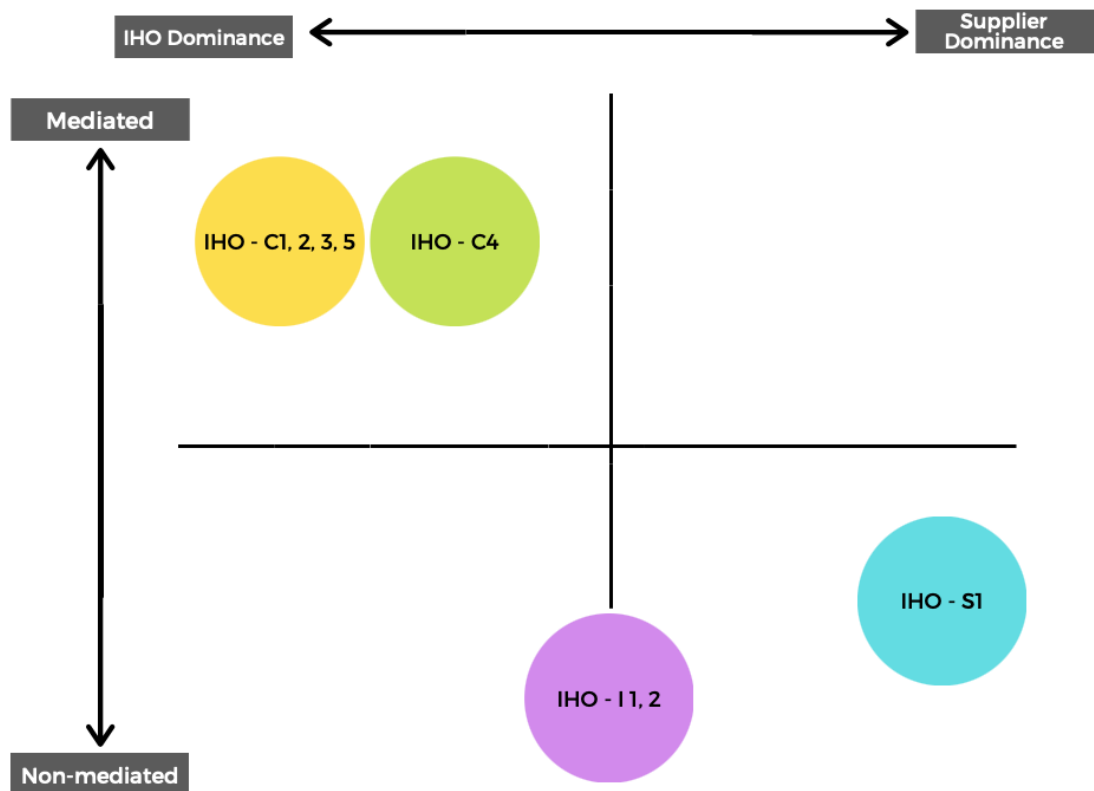 IHO Dominance
Supplier
Dominance
Mediated
IHO - C1, 2, 3, 5
IHO - C4
IHO - S1
IHO - I 1, 2
Non-mediated